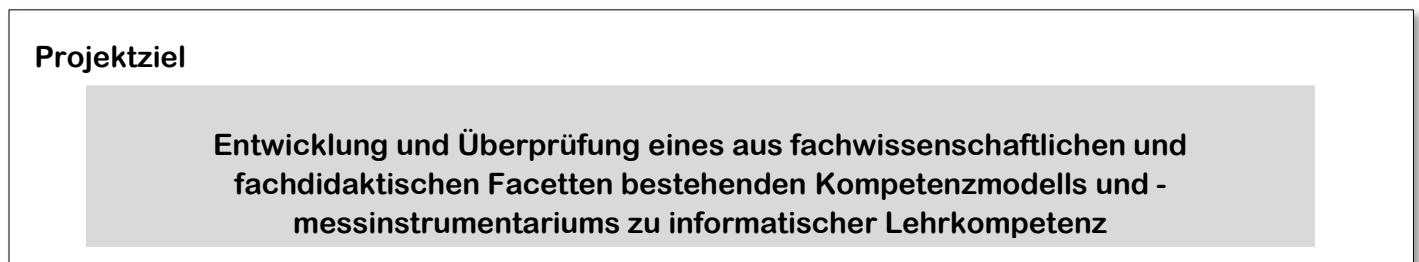 Projektziel
Entwicklung und Überprüfung eines aus fachwissenschaftlichen und
fachdidaktischen Facetten bestehenden Kompetenzmodells und -
messinstrumentariums zu informatischer Lehrkompetenz